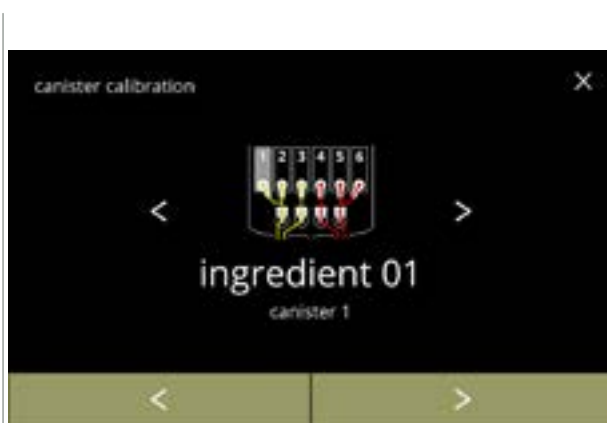 canister calibration
X
1 2 3 4 5 6
< >
ingredient 01
canister 1
< >